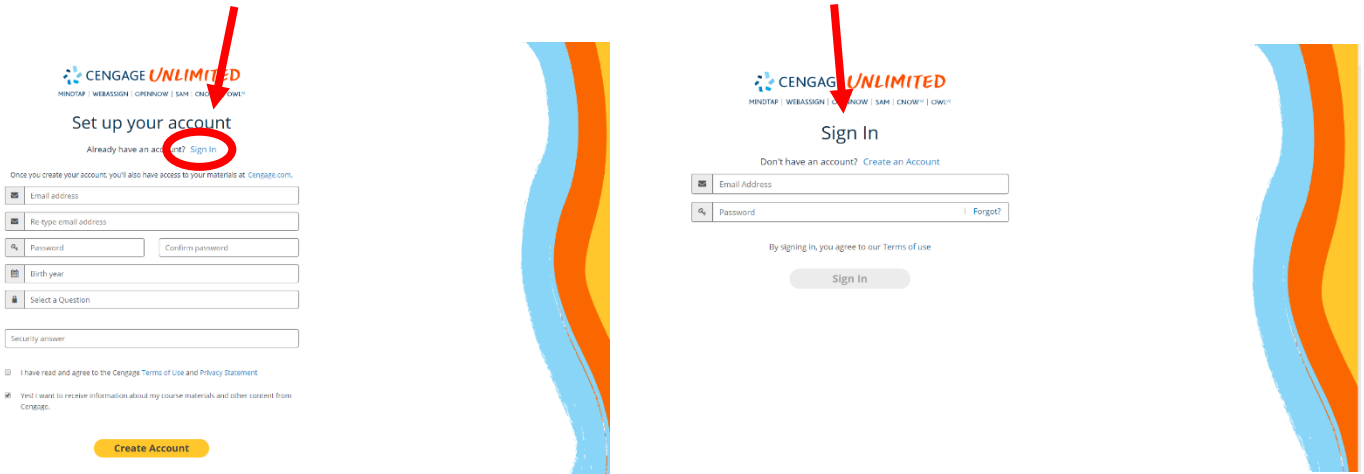 CENGAGE UNLIMITED
MINDTAP | WEBASSIGN | OPENNOW | SAM | CNOW | OWLv2
Set up your account
Already have an account? Sign In
Once you create your account, you'll also have access to your materials at Cengage.com.
Email address
Re-type email address
Password
Confirm password
Birth year
Select a Question
Security answer
I have read and agree to the Cengage Terms of Use and Privacy Statement
Yes! I want to receive information about my course materials and other content from
Cengage.
Create Account
CENGAGE UNLIMITED
MINDTAP | WEBASSIGN | OPENNOW | SAM | CNOWv2 | OWLv2
Sign In
Don't have an account? Create an Account
Email Address
Password
Forgot?
By signing in, you agree to our Terms of use
Sign In